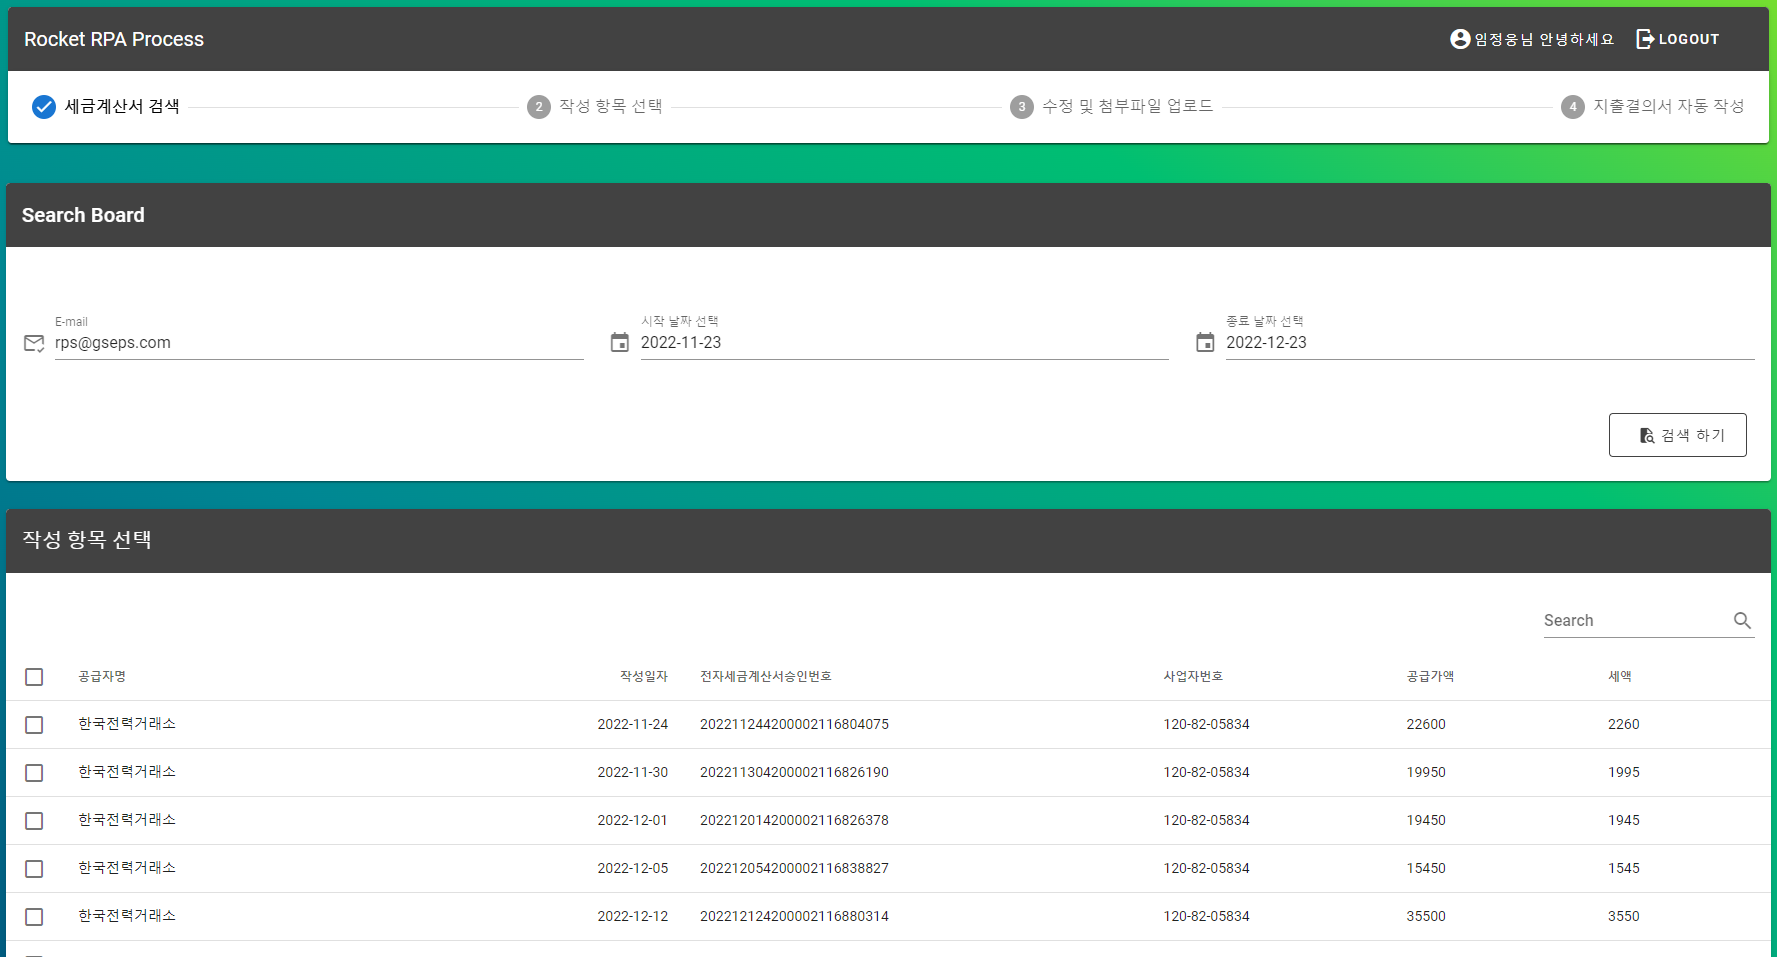 Rocket RPA Process
임정웅님 안녕하세요 LOGOUT
세금계산서 검색 2 작성 항목 선택 3 수정 및 첨부파일 업로드 4 지출결의서 자동 작성
Search Board
E-mail 시작 날짜 선택 종료 날짜 선택
rps@gseps.com 2022-11-23 2022-12-23
검색 하기
작성 항목 선택
Search
공급자명 작성일자 전자세금계산서승인번호 사업자번호 공급가액 세액
한국전력거래소 2022-11-24 202211244200002116804075 120-82-05834 22600 2260
한국전력거래소 2022-11-30 202211304200002116826190 120-82-05834 19950 1995
한국전력거래소 2022-12-01 202212014200002116826378 120-82-05834 19450 1945
한국전력거래소 2022-12-05 202212054200002116838827 120-82-05834 15450 1545
한국전력거래소 2022-12-12 202212124200002116880314 120-82-05834 35500 3550